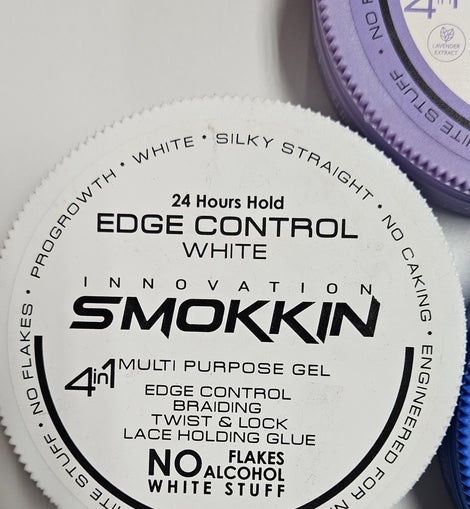 24 Hours Hold
EDGE CONTROL
WHITE
INNOVATION
SMOKKIN
4in1 MULTI PURPOSE GEL
EDGE CONTROL
BRAIDING
TWIST & LOCK
LACE HOLDING GLUE
NO FLAKES
ALCOHOL
WHITE STUFF
WHITE STUFF • NO FLAKES • PROGROWTH • WHITE • SILKY STRAIGHT • NO CAKING • ENGINEERED FOR
LAVENDER
EXTRACT
WHITE STUFF • NO